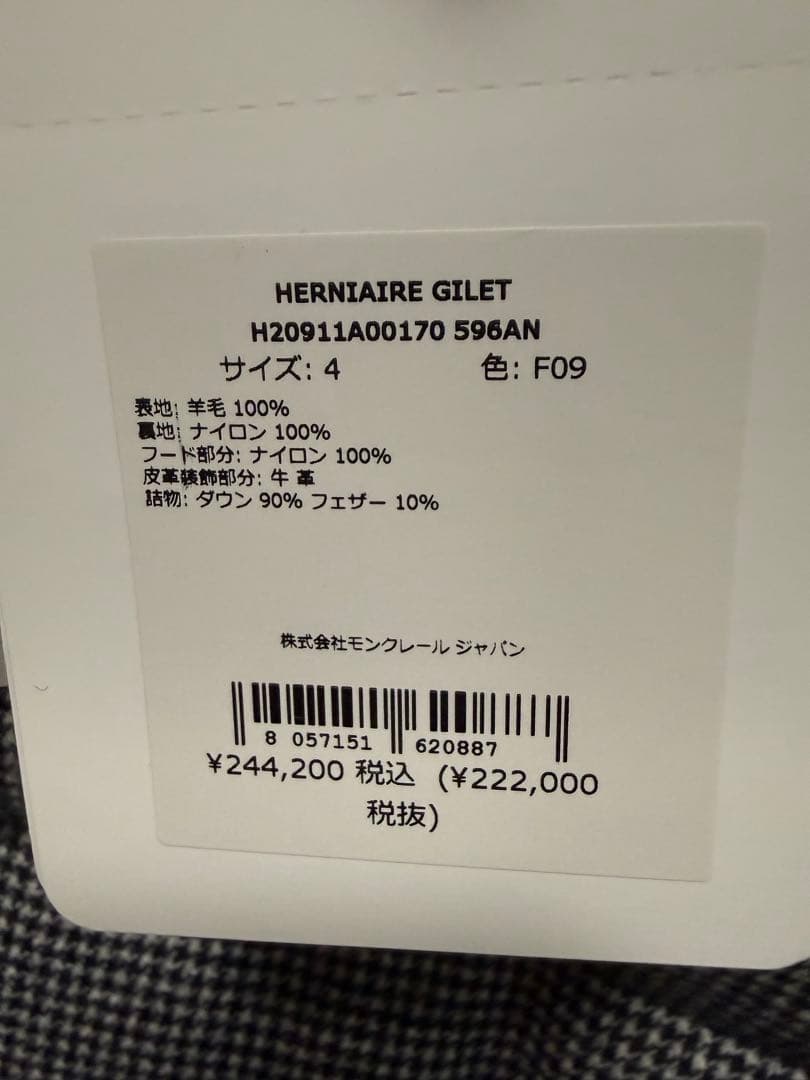 HERNIAIRE GILET
H20911A00170 596AN
サイズ: 4 色: F09
表地: 羊毛 100%
裏地: ナイロン 100%
フード部分: ナイロン 100%
皮革装飾部分: 牛 革
詰物: ダウン 90% フェザー 10%
株式会社モンクレール ジャパン
8 057151 620887
¥244,200 税込 (¥222,000
税抜)